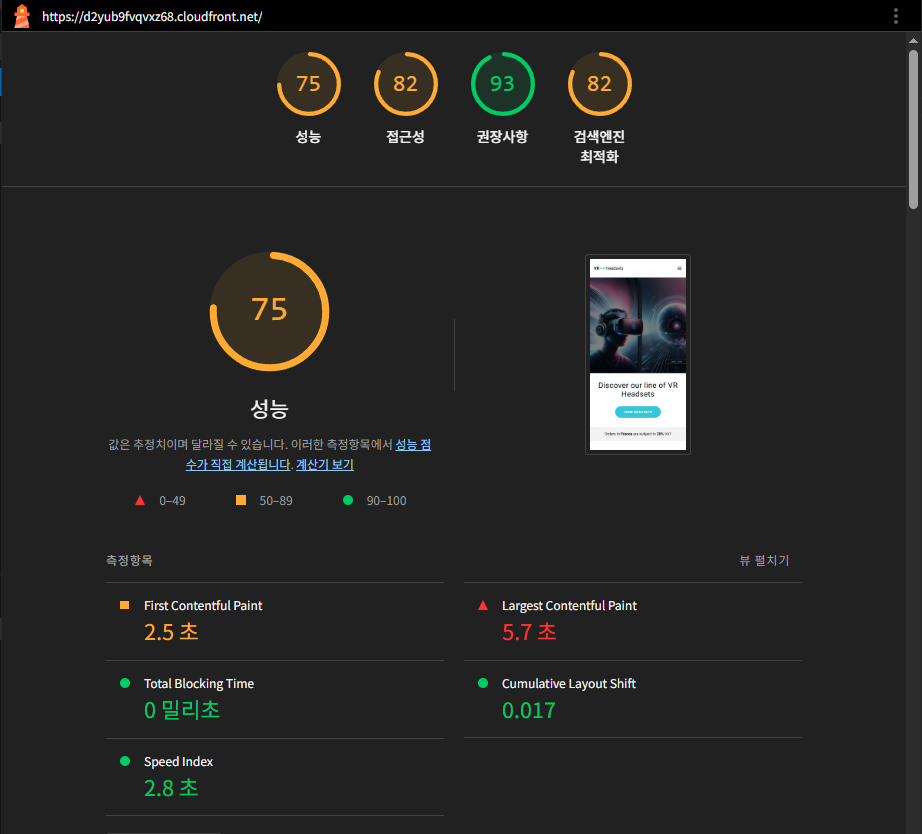 https://d2yub9fvqvxz68.cloudfront.net/
75
82
93
82
성능
접근성
권장사항
검색엔진
최적화
75
성능
값은 추정치이며 달라질 수 있습니다. 이러한 측정항목에서 성능 점
수가 직접 계산됩니다. 계산기 보기
0–49
50–89
90–100
VR Headsets
Discover our line of VR
Headsets
Orders to France are subject to 20% VAT
측정항목
뷰 펼치기
First Contentful Paint
2.5 초
Largest Contentful Paint
5.7 초
Total Blocking Time
0 밀리초
Cumulative Layout Shift
0.017
Speed Index
2.8 초